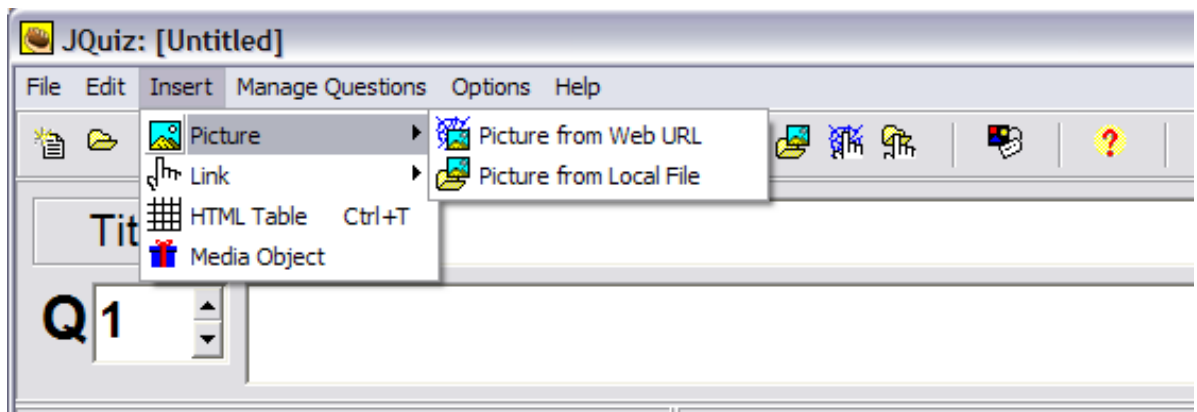 JQuiz: [Untitled]
File Edit Insert Manage Questions Options Help
Picture Picture from Web URL
Link Picture from Local File
HTML Table Ctrl+T
Tit
Media Object
Q 1